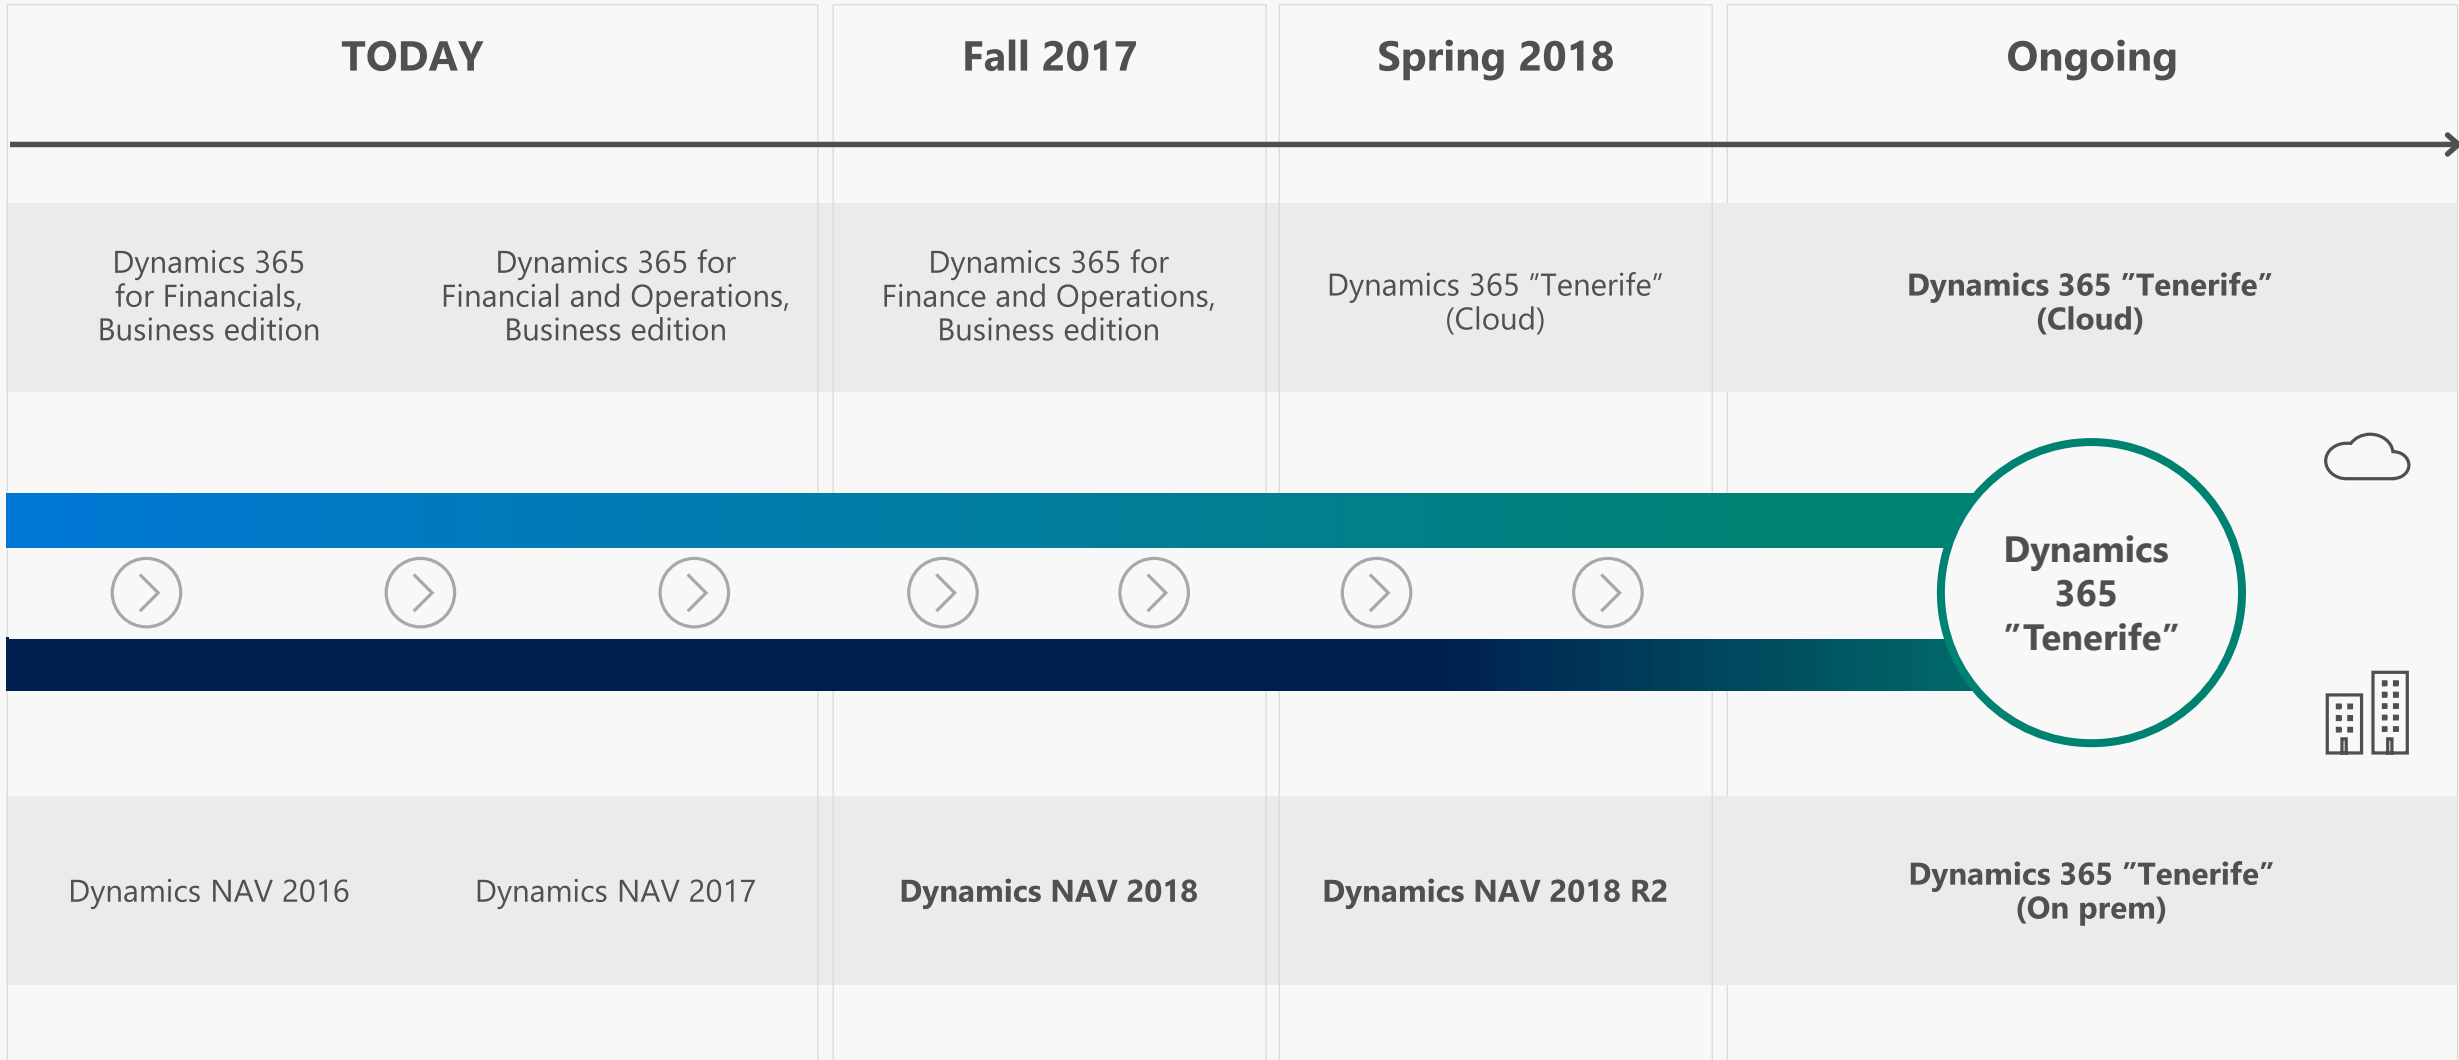 TODAY
Fall 2017
Spring 2018
Ongoing
Dynamics 365
for Financials,
Business edition
Dynamics 365 for
Financial and Operations,
Business edition
Dynamics 365 for
Finance and Operations,
Business edition
Dynamics 365 ”Tenerife”
(Cloud)
Dynamics 365 ”Tenerife”
(Cloud)
Dynamics
365
”Tenerife”
Dynamics NAV 2016
Dynamics NAV 2017
Dynamics NAV 2018
Dynamics NAV 2018 R2
Dynamics 365 ”Tenerife”
(On prem)